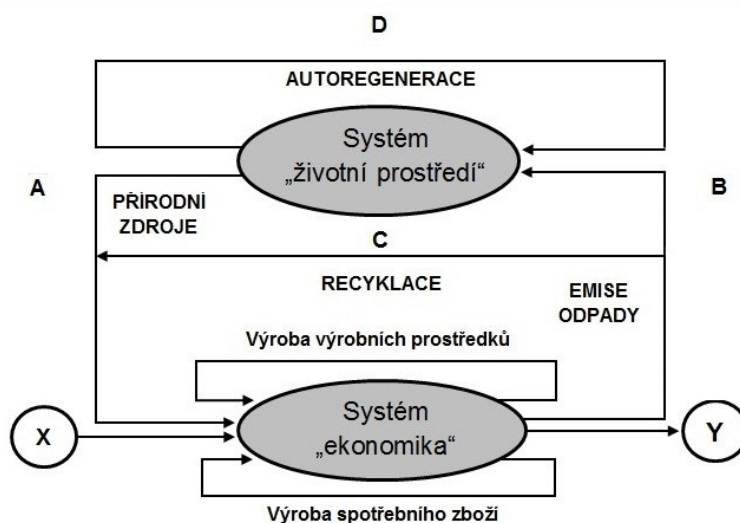 D
AUTOREGENERACE
Systém
„životní prostředí“
A
B
PŘÍRODNÍ
ZDROJE
C
RECYKLACE
EMISE
ODPADY
Výroba výrobních prostředků
Systém
„ekonomika“
X
Y
Výroba spotřebního zboží